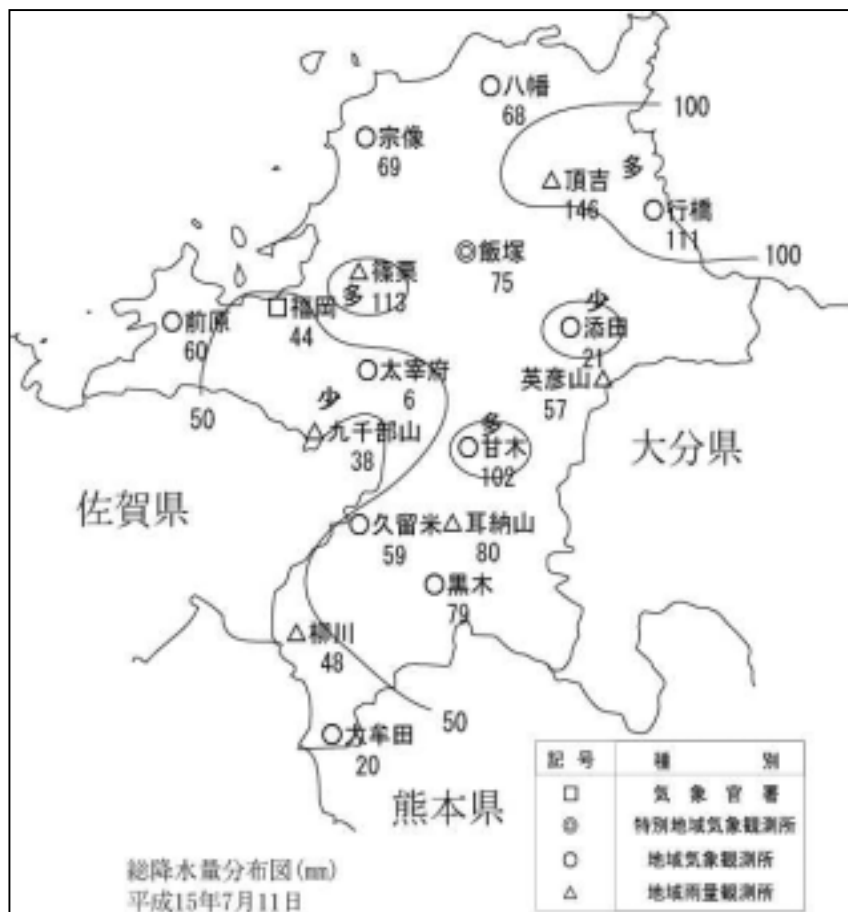 ○八幡
68
100
○宗像
69
多
△頂吉
146
○行橋
111
100
◎飯塚
75
△篠栗
多
113
□福岡
44
○前原
60
少
○添田
21
○太宰府
6
英彦山△
57
50
少
△九千部山
38
多
○甘木
102
大分県
佐賀県
○久留米
59
△耳納山
80
○黒木
79
△柳川
48
50
○大牟田
20
熊本県
記号 種別
□ 気象官署
◎ 特別地域気象観測所
○ 地域気象観測所
△ 地域雨量観測所
総降水量分布図(mm)
平成15年7月11日